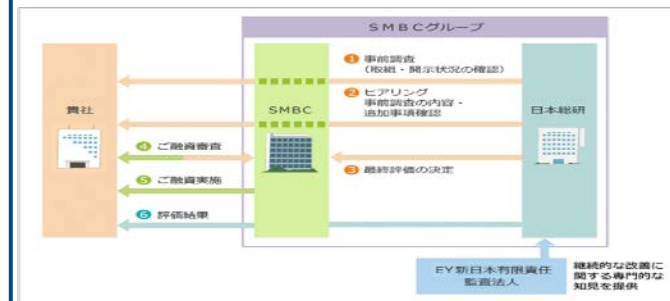 SMBCグループ
貴社
SMBC
日本総研
1 事前調査
(取組・開示状況の確認)
2 ヒアリング
事前調査の内容・
追加事項確認
3 最終評価の決定
4 ご融資審査
5 ご融資実施
6 評価結果
EY新日本有限責任
監査法人
継続的な改善に
関する専門的な
知見を提供